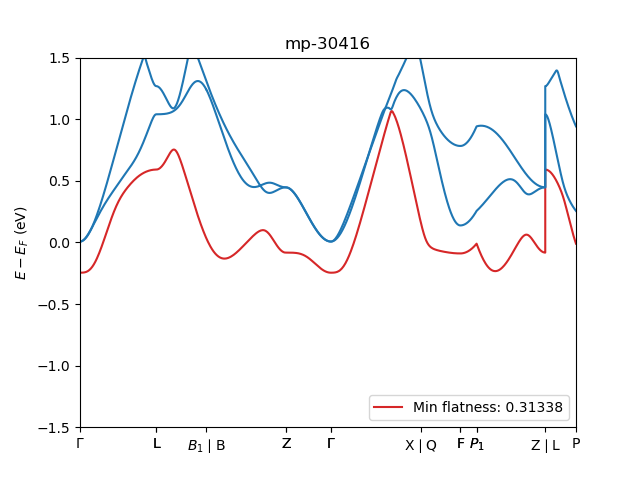 mp-30416
1.5
1.0
0.5
0.0
−0.5
−1.0
−1.5
E − E_F (eV)
Γ L B₁ | B Z Γ X | Q F P₁ Z | L P
Min flatness: 0.31338